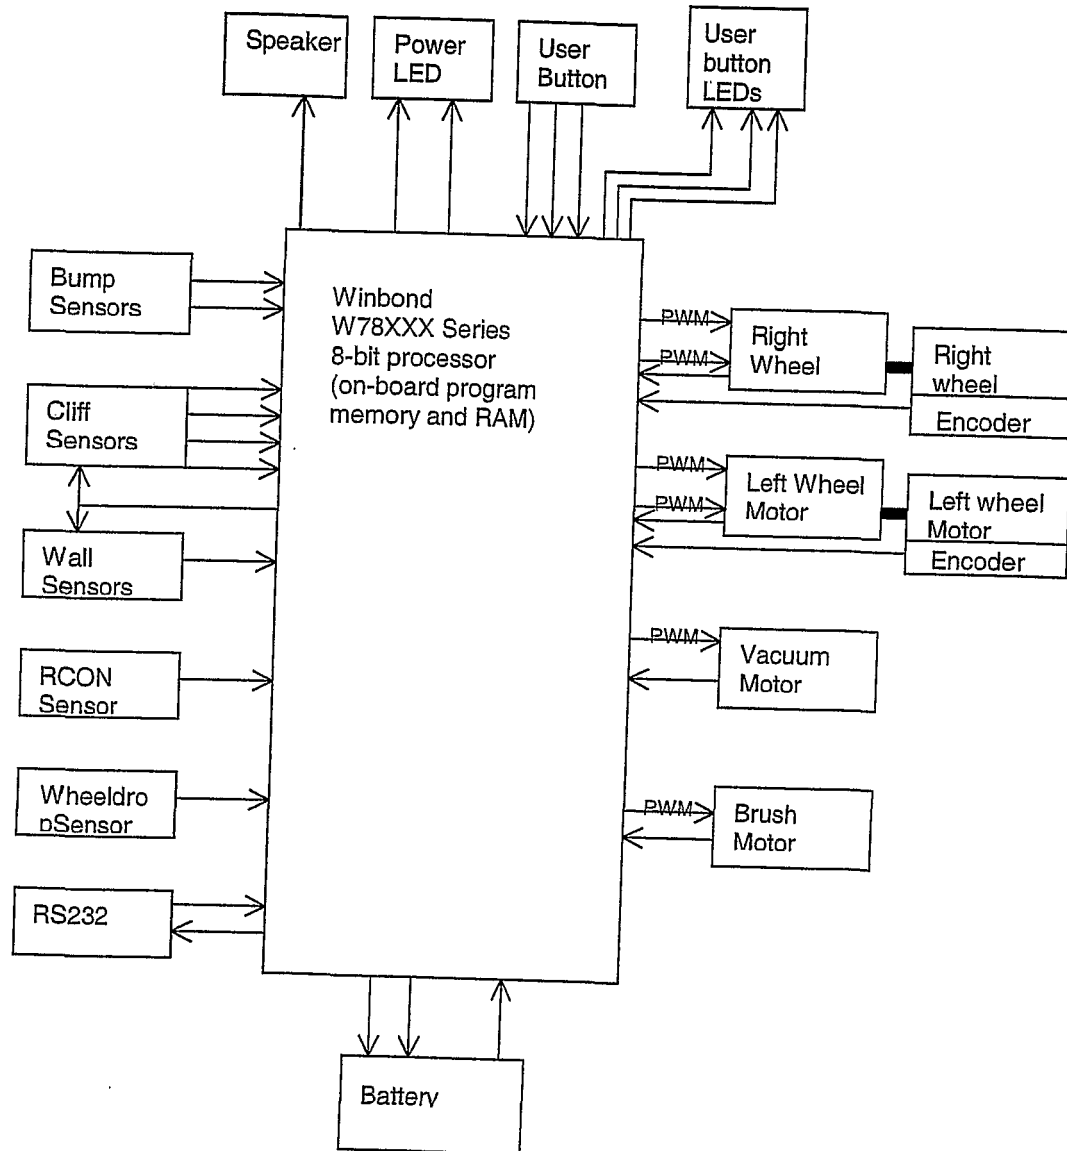 Speaker
Power
LED
User
Button
User
button
LEDs
Bump
Sensors
Winbond
W78XXX Series
8-bit processor
(on-board program
memory and RAM)
PWM
PWM
Right
Wheel
Right
wheel
Encoder
Cliff
Sensors
PWM
PWM
Left Wheel
Motor
Left wheel
Motor
Encoder
Wall
Sensors
PWM
Vacuum
Motor
RCON
Sensor
Wheeldro
pSensor
PWM
Brush
Motor
RS232
Battery